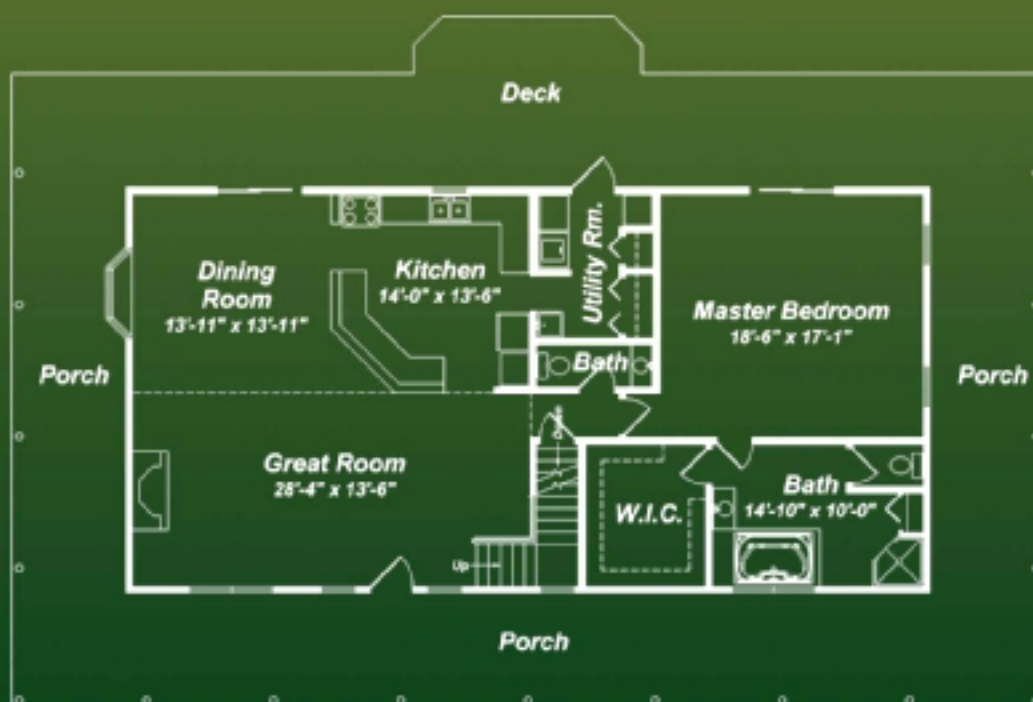 Deck
Dining
Room
13'-11" x 13'-11"
Kitchen
14'-0" x 13'-6"
Utility Rm.
Master Bedroom
18'-6" x 17'-1"
Porch
Bath
Porch
Great Room
28'-4" x 13'-6"
Down
W.I.C.
Bath
14'-10" x 10'-0"
Up
Porch